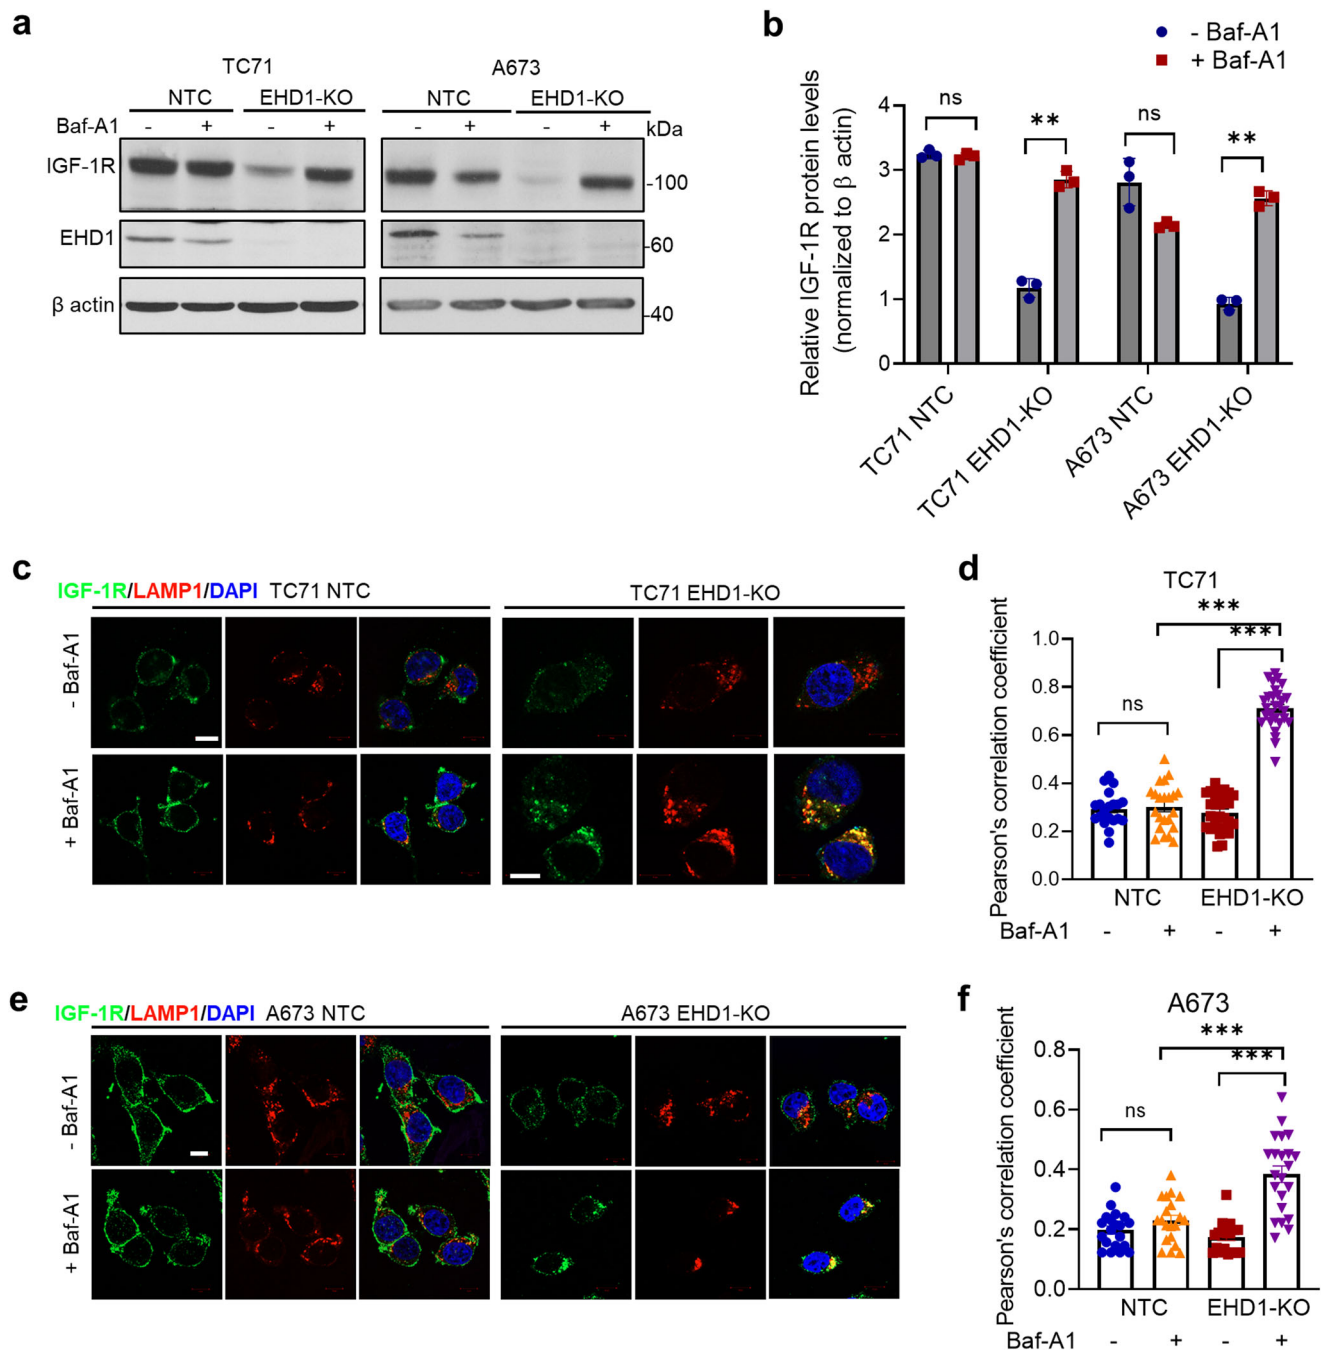 a
TC71
A673
NTC
EHD1-KO
NTC
EHD1-KO
Baf-A1
-
+
-
+
-
+
-
+
kDa
IGF-1R
-100
EHD1
-60
β actin
-40
b
- Baf-A1
+ Baf-A1
Relative IGF-1R protein levels
(normalized to β actin)
4
3
2
1
0
ns
**
ns
**
TC71 NTC
TC71 EHD1-KO
A673 NTC
A673 EHD1-KO
c
IGF-1R/LAMP1/DAPI TC71 NTC
TC71 EHD1-KO
- Baf-A1
+ Baf-A1
d
TC71
Pearson's correlation coefficient
1.0
0.8
0.6
0.4
0.2
0.0
ns
***
***
NTC
EHD1-KO
Baf-A1
-
+
-
+
e
IGF-1R/LAMP1/DAPI A673 NTC
A673 EHD1-KO
- Baf-A1
+ Baf-A1
f
A673
Pearson's correlation coefficient
0.8
0.6
0.4
0.2
0.0
ns
***
***
NTC
EHD1-KO
Baf-A1
-
+
-
+